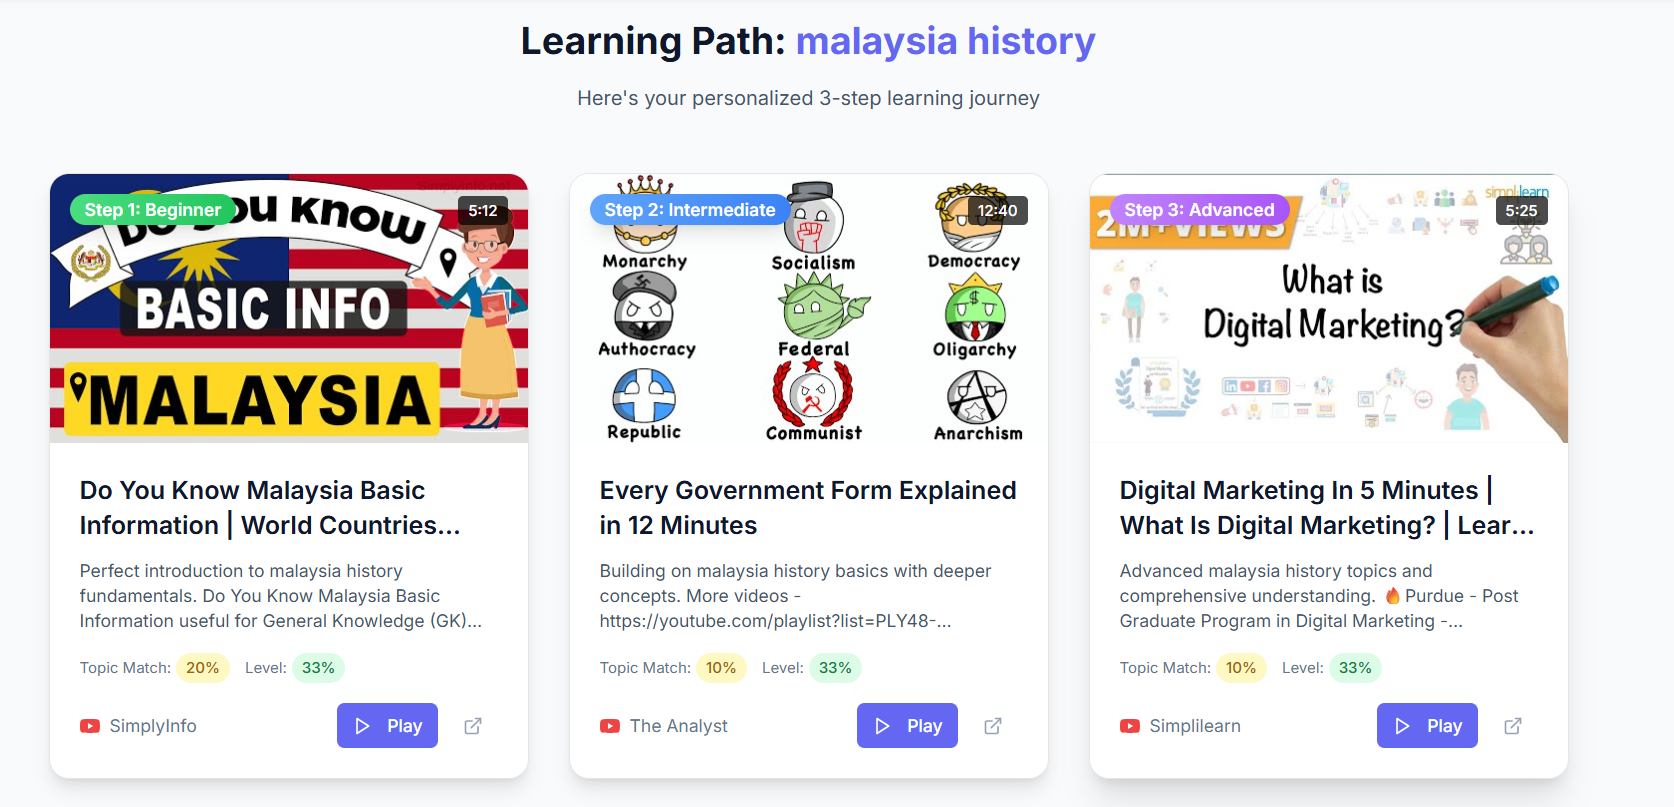 Learning Path: malaysia history
Here's your personalized 3-step learning journey
Step 1: Beginner
5:12
Do you know
BASIC INFO
MALAYSIA
Do You Know Malaysia Basic
Information | World Countries...
Perfect introduction to malaysia history
fundamentals. Do You Know Malaysia Basic
Information useful for General Knowledge (GK)...
Topic Match: 20% Level: 33%
SimplyInfo
Play
Step 2: Intermediate
12:40
Monarchy
Socialism
Democracy
Authocracy
Federal
Oligarchy
Republic
Communist
Anarchism
Every Government Form Explained
in 12 Minutes
Building on malaysia history basics with deeper
concepts. More videos -
https://youtube.com/playlist?list=PLY48-...
Topic Match: 10% Level: 33%
The Analyst
Play
Step 3: Advanced
simplilearn
5:25
2M+VIEWS
What is
Digital Marketing?
Digital Marketing In 5 Minutes |
What Is Digital Marketing? | Lear...
Advanced malaysia history topics and
comprehensive understanding. 🔥 Purdue - Post
Graduate Program in Digital Marketing -...
Topic Match: 10% Level: 33%
Simplilearn
Play